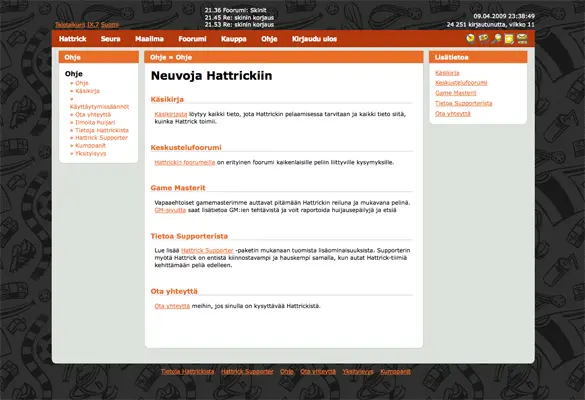 21.36 Foorumi: Skinit
21.45 Re: skinin korjaus
21.53 Re: skinin korjaus
IX.7 Suomi
09.04.2009 23:38:49
24 251 kirjautunutta, viikko 11
Hattrick Seura Maailma Foorumi Kauppa Ohje Kirjaudu ulos
Ohje
Ohje
» Ohje
» Käsikirja
»
Käyttäytymissäännöt
» Ota yhteyttä
» Ilmoita huijari
» Tietoja Hattrickista
» Hattrick Supporter
» Kumppanit
» Yksityisyys
Ohje » Ohje
Neuvoja Hattrickiin
Käsikirja
Käsikirjasta löytyy kaikki tieto, jota Hattrickin pelaamisessa tarvitaan ja kaikki tieto siitä,
kuinka Hattrick toimii.
Keskustelufoorumi
Hattrickin foorumeilla on erityinen foorumi kaikenlaisille peliin liittyville kysymyksille.
Game Masterit
Vapaaehtoiset gamemasterimme auttavat pitämään Hattrickin reiluna ja mukavana pelinä.
GM-sivuilta saat lisätietoa GM:ien tehtävistä ja voit raportoida huijausepäilyjä ja etsiä
Tietoa Supporterista
Lue lisää Hattrick Supporter -paketin mukanaan tuomista lisäominaisuuksista. Supporterin
myötä Hattrick on entistä kiinnostavampi ja hauskempi samalla, kun autat Hattrick-tiimiä
kehittämään peliä edelleen.
Ota yhteyttä
Ota yhteyttä meihin, jos sinulla on kysyttävää Hattrickistä.
Lisätietoa
Käsikirja
Keskustelufoorumi
Game Masterit
Tietoa Supporterista
Ota yhteyttä
Tietoja Hattrickista Hattrick Supporter Ohje Ota yhteyttä Yksityisyys Kumppanit